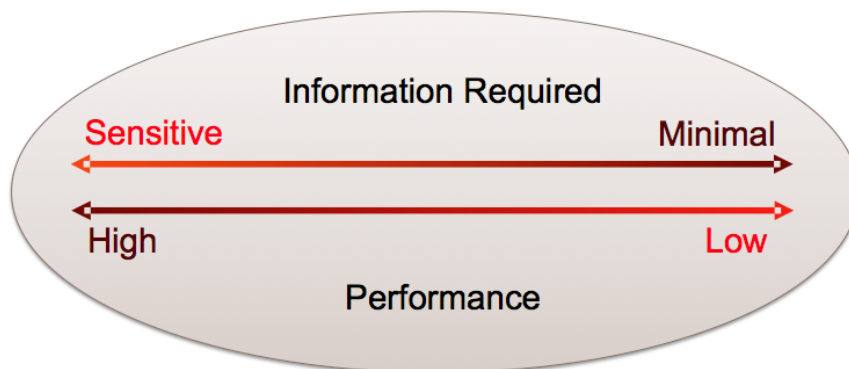 Information Required
Sensitive Minimal
High Low
Performance